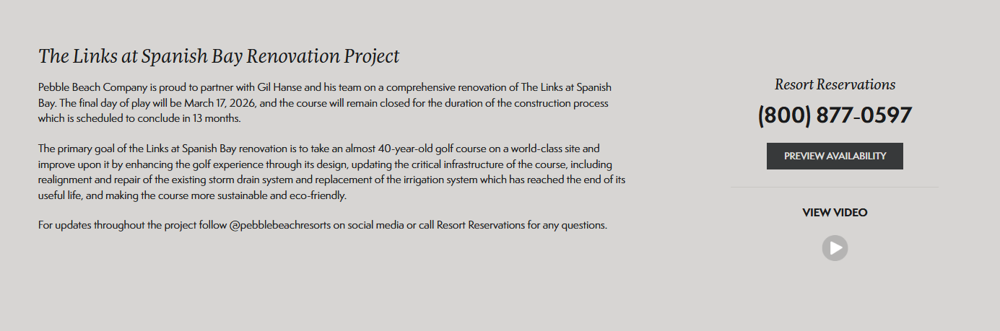 The Links at Spanish Bay Renovation Project
Pebble Beach Company is proud to partner with Gil Hanse and his team on a comprehensive renovation of The Links at Spanish
Bay. The final day of play will be March 17, 2026, and the course will remain closed for the duration of the construction process
which is scheduled to conclude in 13 months.
The primary goal of the Links at Spanish Bay renovation is to take an almost 40-year-old golf course on a world-class site and
improve upon it by enhancing the golf experience through its design, updating the critical infrastructure of the course, including
realignment and repair of the existing storm drain system and replacement of the irrigation system which has reached the end of its
useful life, and making the course more sustainable and eco-friendly.
For updates throughout the project follow @pebblebeachresorts on social media or call Resort Reservations for any questions.
Resort Reservations
(800) 877-0597
PREVIEW AVAILABILITY
VIEW VIDEO